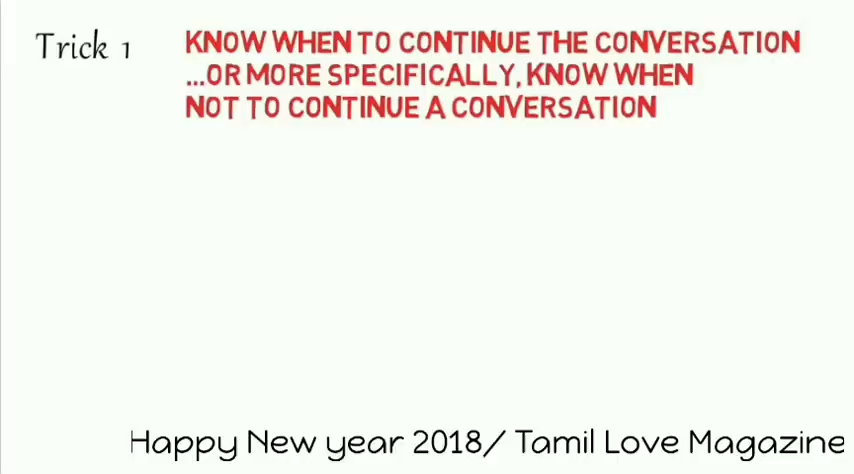 Trick 1
KNOW WHEN TO CONTINUE THE CONVERSATION
...OR MORE SPECIFICALLY, KNOW WHEN
NOT TO CONTINUE A CONVERSATION
Happy New year 2018/ Tamil Love Magazine